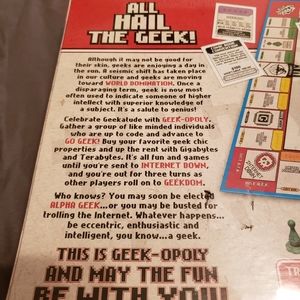 ALL
HAIL
THE GEEK!
Although it may not be good for
their skin, geeks are enjoying a day in
the sun. A seismic shift has taken place
in our culture and geeks are moving
toward WORLD DOMINATION. Once a
disparaging term, geek is now most
often used to indicate someone of higher
intellect with superior knowledge of
a subject. It's a salute to genius!
Celebrate Geekatude with GEEK-OPOLY.
Gather a group of like minded individuals
who are up to code and advance to
GO GEEK! Buy your favorite geek chic
properties and up the rent with Gigabytes
and Terabytes. It's all fun and games
until you're sent to INTERNET DOWN,
and you're out for three turns as
other players roll on to GEEKDOM.
Who knows? You may soon be elected
ALPHA GEEK...or you may be busted for
trolling the Internet. Whatever happens...
be eccentric, enthusiastic and
intelligent, you know...a geek.
THIS IS GEEK-OPOLY
AND MAY THE FUN
BE WITH YOU!